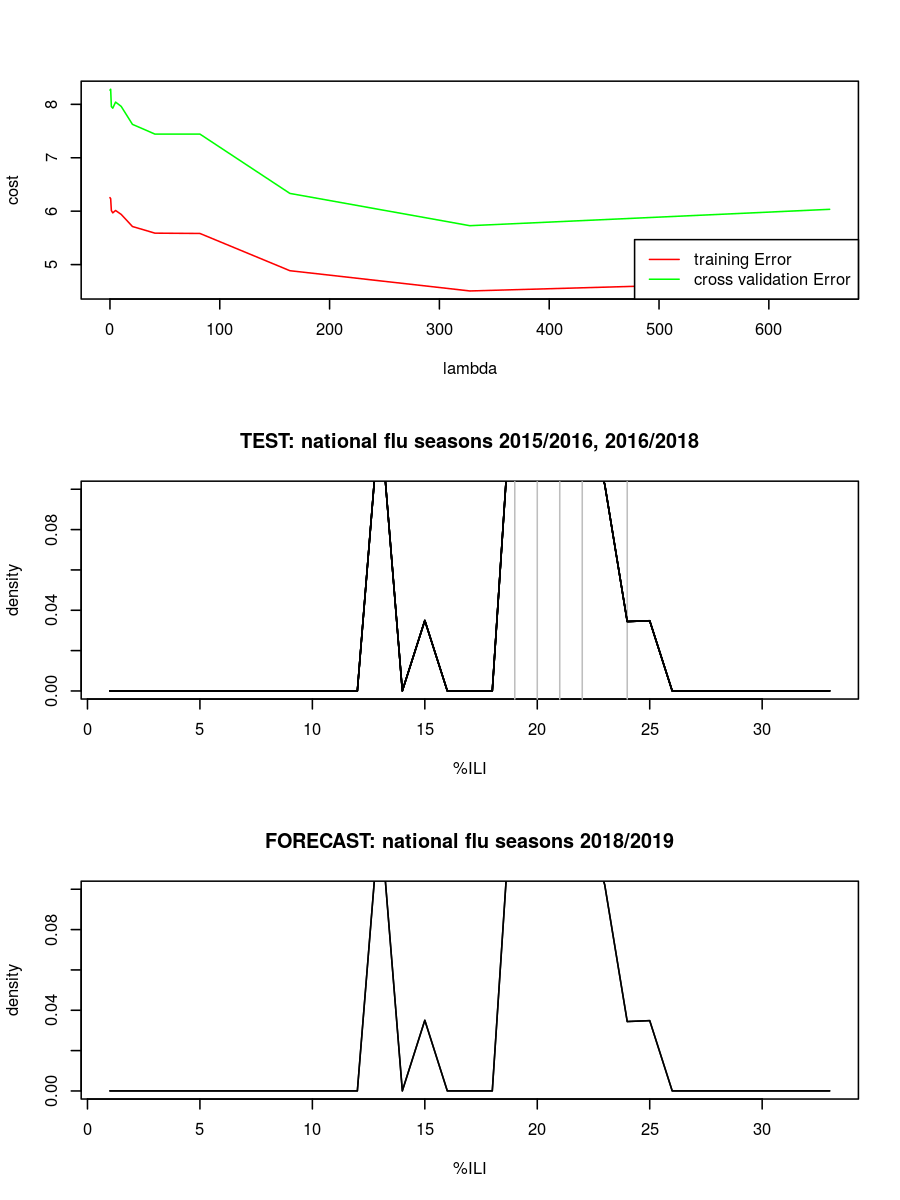 8
7
6
5
cost
training Error
cross validation Error
0 100 200 300 400 500 600
lambda
TEST: national flu seasons 2015/2016, 2016/2018
0.08
0.04
0.00
density
0 5 10 15 20 25 30
%ILI
FORECAST: national flu seasons 2018/2019
0.08
0.04
0.00
density
0 5 10 15 20 25 30
%ILI